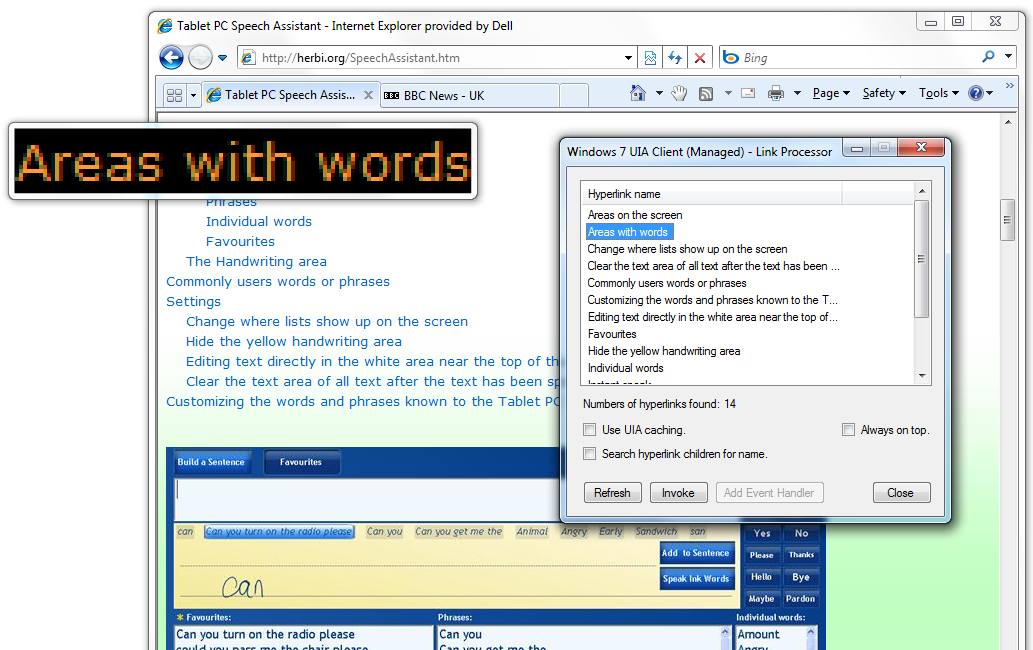 Tablet PC Speech Assistant - Internet Explorer provided by Dell
http://herbi.org/SpeechAssistant.htm
Bing
Tablet PC Speech Assis...
BBC News - UK
Page
Safety
Tools
Areas with words
Phrases
Individual words
Favourites
The Handwriting area
Commonly users words or phrases
Settings
Change where lists show up on the screen
Hide the yellow handwriting area
Editing text directly in the white area near the top of th
Clear the text area of all text after the text has been sp
Customizing the words and phrases known to the Tablet PC
Windows 7 UIA Client (Managed) - Link Processor
Hyperlink name
Areas on the screen
Areas with words
Change where lists show up on the screen
Clear the text area of all text after the text has been ...
Commonly users words or phrases
Customizing the words and phrases known to the T...
Editing text directly in the white area near the top of...
Favourites
Hide the yellow handwriting area
Individual words
Numbers of hyperlinks found: 14
Use UIA caching.
Always on top.
Search hyperlink children for name.
Refresh
Invoke
Add Event Handler
Close
Build a Sentence
Favourites
can
Can you turn on the radio please
Can you
Can you get me the
Animal
Angry
Early
Sandwich
san
Add to Sentence
Speak Ink Words
Can
Yes
No
Please
Thanks
Hello
Bye
Maybe
Pardon
* Favourites:
Can you turn on the radio please
could you pass me the chair please
Phrases:
Can you
Can you get me the
Individual words:
Amount
Angry